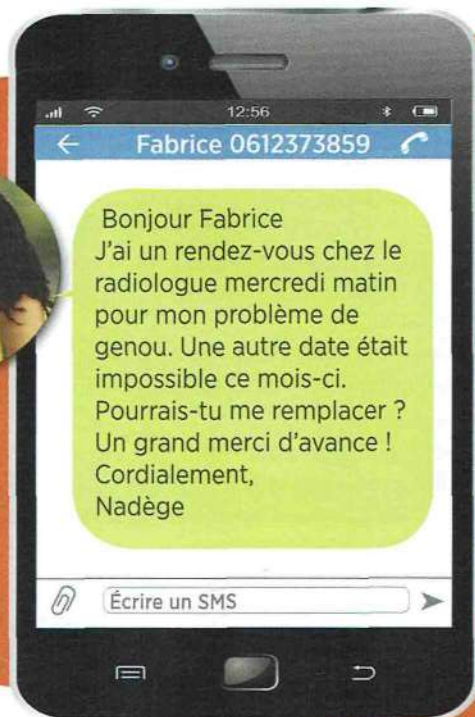 12:56
Fabrice 0612373859
Bonjour Fabrice
J'ai un rendez-vous chez le
radiologue mercredi matin
pour mon problème de
genou. Une autre date était
impossible ce mois-ci.
Pourrais-tu me remplacer ?
Un grand merci d'avance !
Cordialement,
Nadège
Écrire un SMS